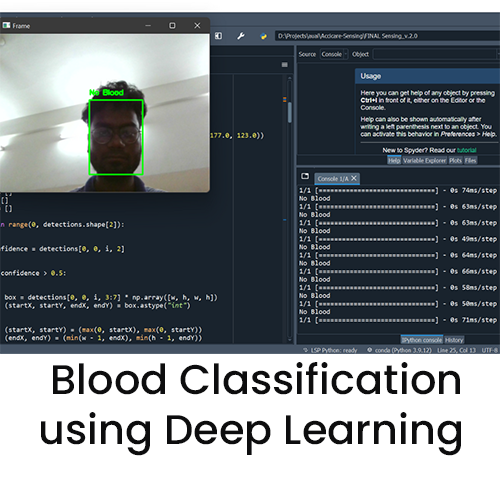 Frame
D:\Projects\auai\Accicare-Sensing\FINAL Sensing_v.2.0
Source Console Object
Usage
Here you can get help of any object by pressing
Ctrl+I in front of it, either on the Editor or the
Console.
Help can also be shown automatically after
writing a left parenthesis next to an object. You
can activate this behavior in Preferences > Help.
New to Spyder? Read our tutorial
Help Variable Explorer Plots Files
No Blood
177.0, 123.0))
[]
[]
[]
n range(0, detections.shape[2]):
fidence = detections[0, 0, i, 2]
confidence > 0.5:
box = detections[0, 0, i, 3:7] * np.array([w, h, w, h])
(startX, startY, endX, endY) = box.astype("int")
(startX, startY) = (max(0, startX), max(0, startY))
(endX, endY) = (min(w - 1, endX), min(h - 1, endY))
Console 1/A
1/1 [==============================] - 0s 74ms/step
No Blood
1/1 [==============================] - 0s 63ms/step
No Blood
1/1 [==============================] - 0s 63ms/step
No Blood
1/1 [==============================] - 0s 49ms/step
No Blood
1/1 [==============================] - 0s 64ms/step
No Blood
1/1 [==============================] - 0s 66ms/step
No Blood
1/1 [==============================] - 0s 58ms/step
No Blood
1/1 [==============================] - 0s 50ms/step
No Blood
1/1 [==============================] - 0s 71ms/step
IPython console History
LSP Python: ready conda (Python 3.9.12) Line 25, Col 13 UTF-8
Blood Classification
using Deep Learning